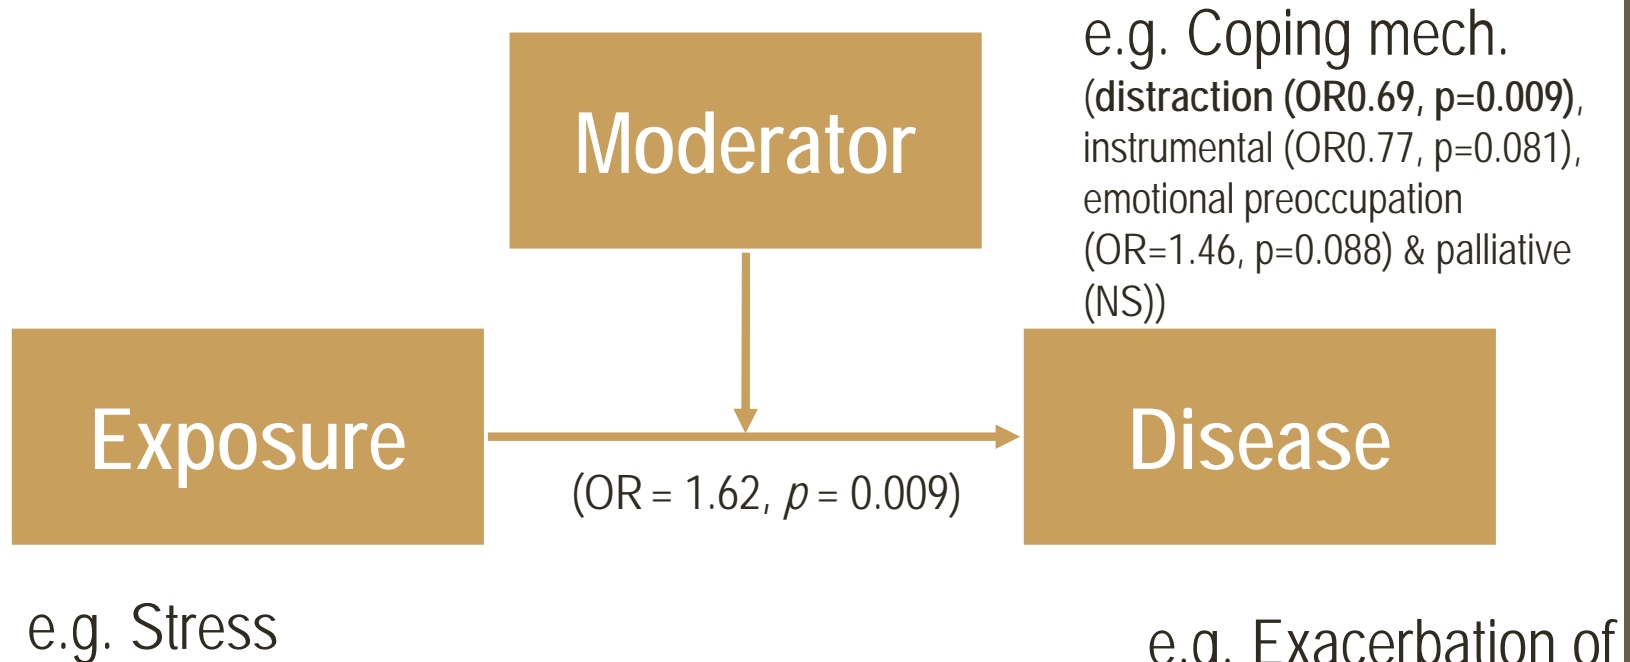 e.g. Coping mech.
(distraction (OR0.69, p=0.009),
instrumental (OR0.77, p=0.081),
emotional preoccupation
(OR=1.46, p=0.088) & palliative
(NS))
Moderator
Exposure
(OR = 1.62, p = 0.009)
Disease
e.g. Stress
e.g. Exacerbation of